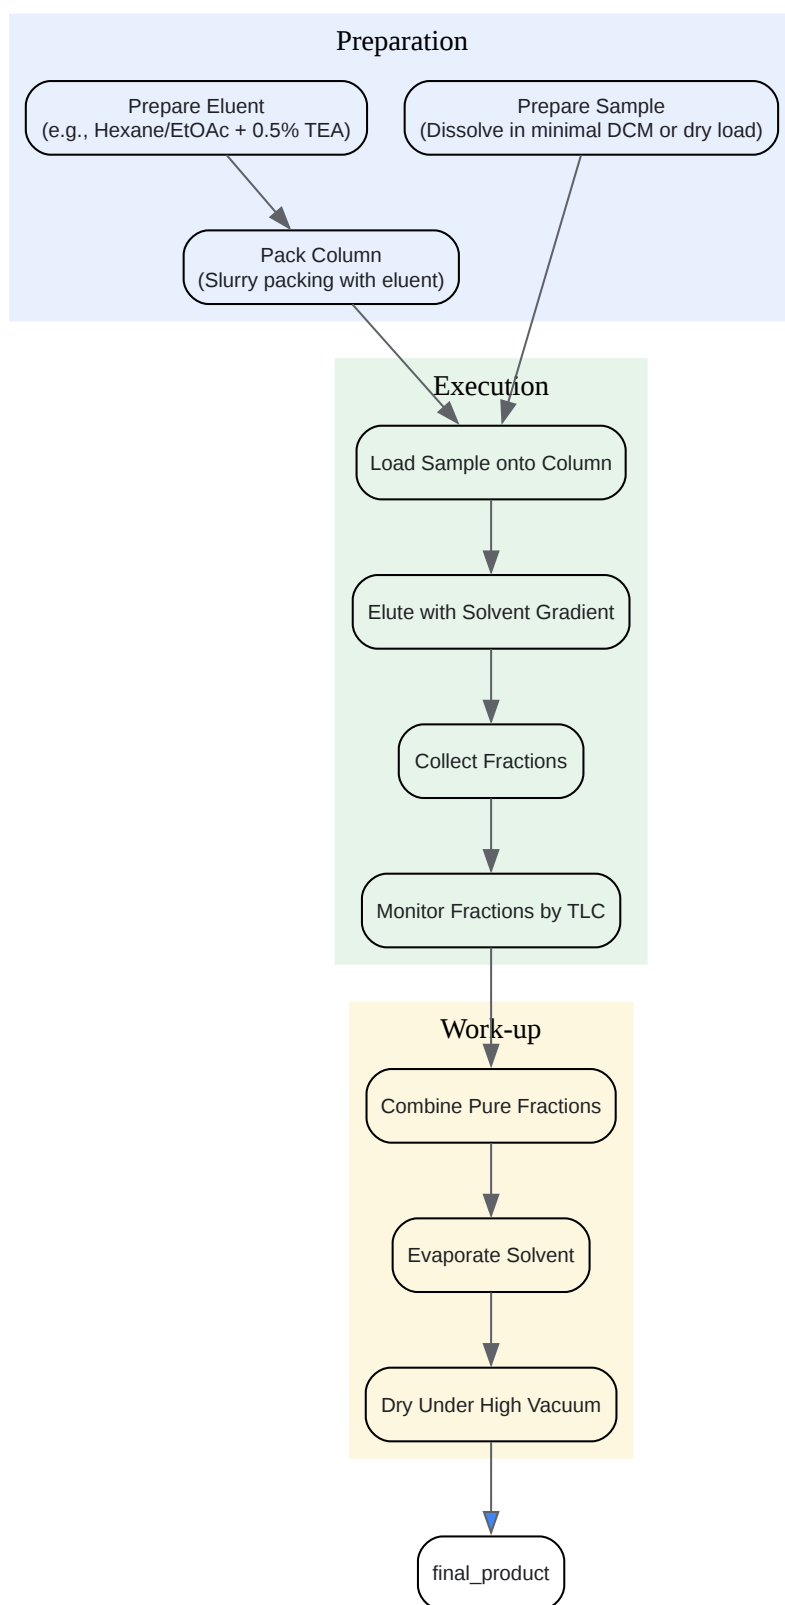 Preparation
Prepare Eluent
(e.g., Hexane/EtOAc + 0.5% TEA)
Prepare Sample
(Dissolve in minimal DCM or dry load)
Pack Column
(Slurry packing with eluent)
Execution
Load Sample onto Column
Elute with Solvent Gradient
Collect Fractions
Monitor Fractions by TLC
Work-up
Combine Pure Fractions
Evaporate Solvent
Dry Under High Vacuum
final_product